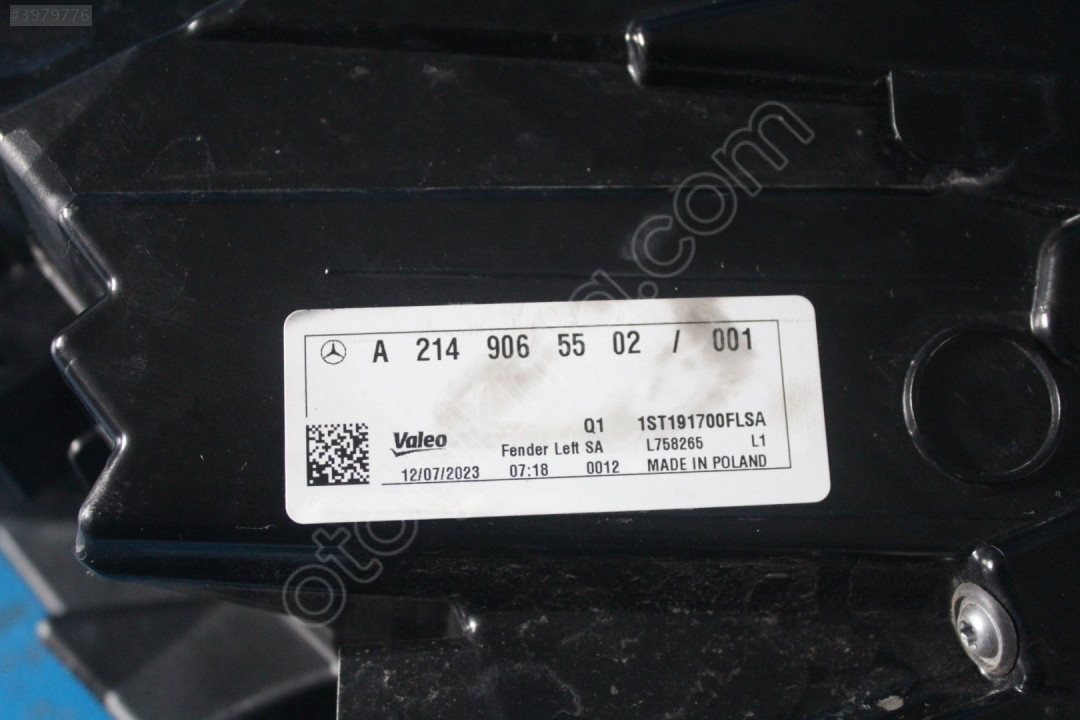 #3979776
A 214 906 55 02 / 001
Q1 1ST191700FLSA
Valeo Fender Left SA L758265 L1
12/07/2023 07:18 0012 MADE IN POLAND